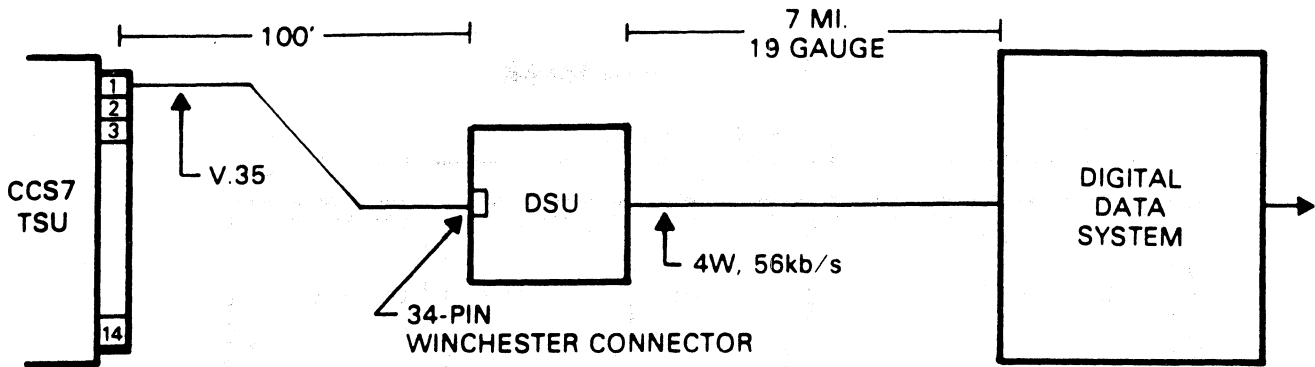 100'
7 MI.
19 GAUGE
1
2
3
14
CCS7
TSU
V.35
DSU
34-PIN
WINCHESTER CONNECTOR
4W, 56kb/s
DIGITAL
DATA
SYSTEM